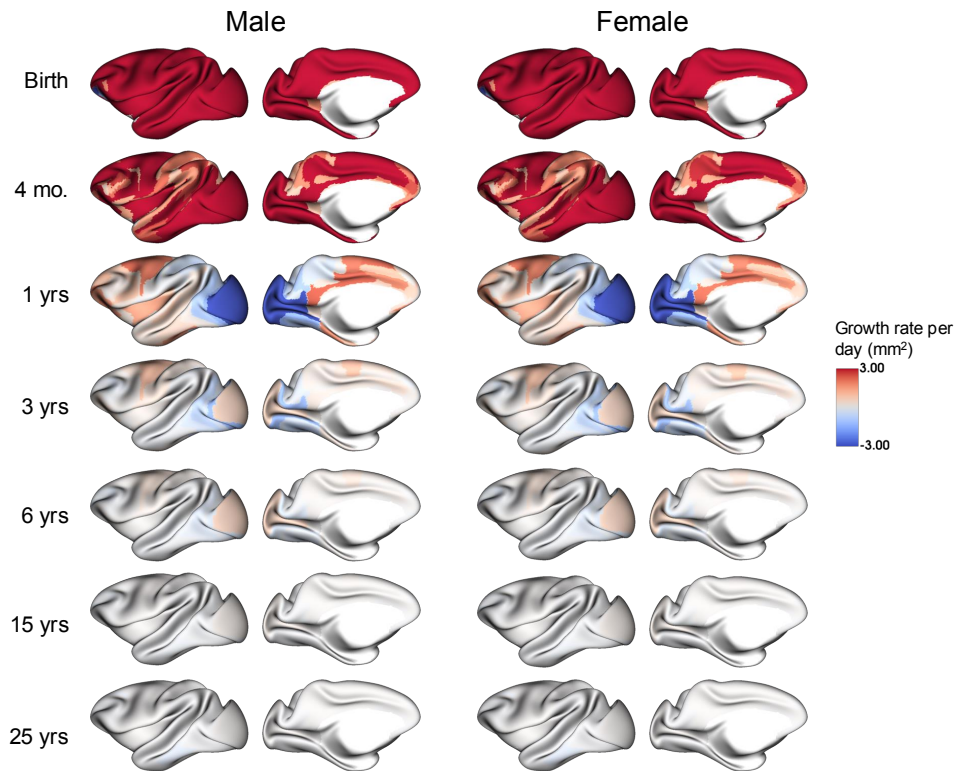 Male
Female
Birth
4 mo.
1 yrs
3 yrs
6 yrs
15 yrs
25 yrs
Growth rate per
day (mm²)
3.00
-3.00